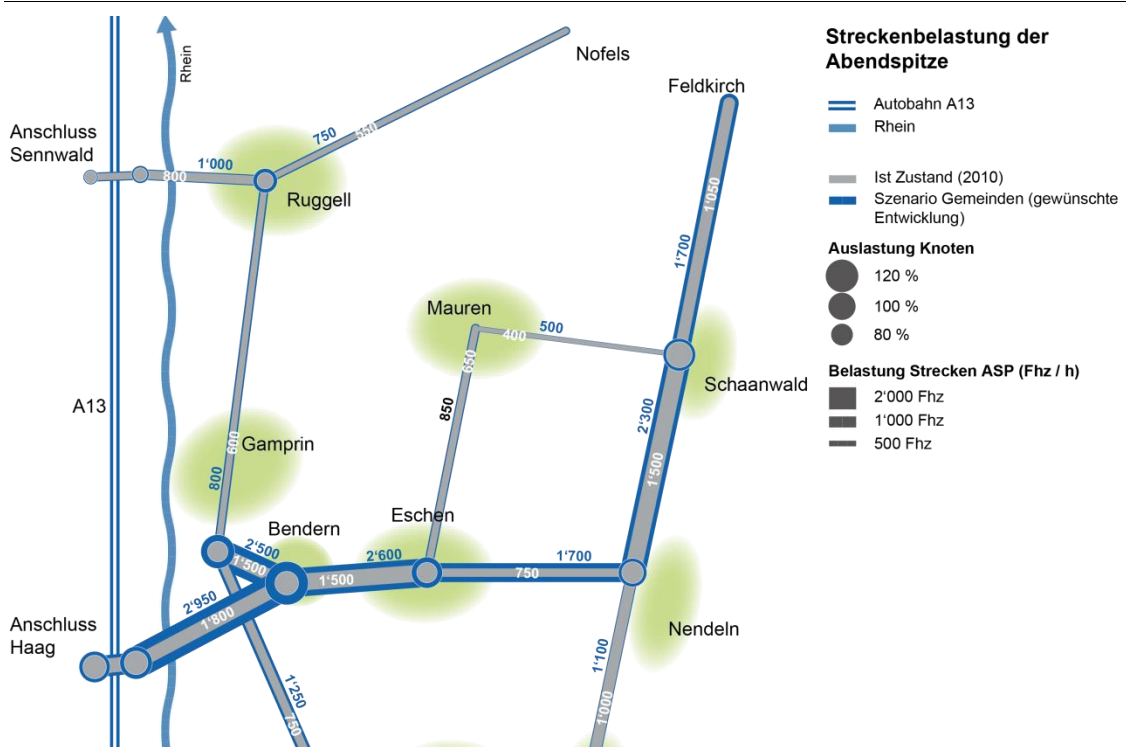 Rhein
Nofels
Feldkirch
Anschluss
Sennwald
1'000
800
750
550
Ruggell
1'050
1'700
Mauren
500
400
650
850
Schaanwald
A13
2'300
1'500
Gamprin
600
800
Bendern
Eschen
2'500
1'500
2'600
1'500
1'700
750
2'950
1'800
Anschluss
Haag
Nendeln
1'100
1'000
1'250
750
Streckenbelastung der
Abendspitze
Autobahn A13
Rhein
Ist Zustand (2010)
Szenario Gemeinden (gewünschte
Entwicklung)
Auslastung Knoten
120 %
100 %
80 %
Belastung Strecken ASP (Fhz / h)
2'000 Fhz
1'000 Fhz
500 Fhz